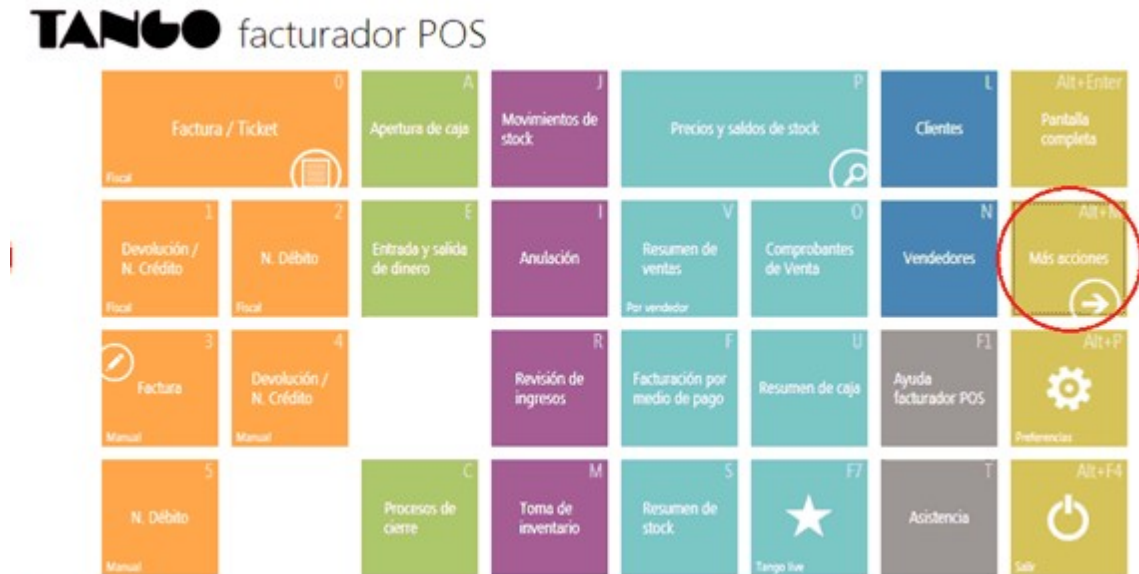 TANGO facturador POS
0
Factura / Ticket
Fiscal
A
Apertura de caja
J
Movimientos de
stock
P
Precios y saldos de stock
L
Clientes
Alt+Enter
Pantalla
completa
1
Devolución /
N. Crédito
Fiscal
2
N. Débito
Fiscal
E
Entrada y salida
de dinero
I
Anulación
V
Resumen de
ventas
Por vendedor
O
Comprobantes
de Venta
N
Vendedores
Alt+M
Más acciones
3
Factura
Manual
4
Devolución /
N. Crédito
Manual
R
Revisión de
ingresos
F
Facturación por
medio de pago
U
Resumen de caja
F1
Ayuda
facturador POS
Alt+P
Preferencias
5
N. Débito
Manual
C
Procesos de
cierre
M
Toma de
inventario
S
Resumen de
stock
F7
Tango live
T
Asistencia
Alt+F4
Salir